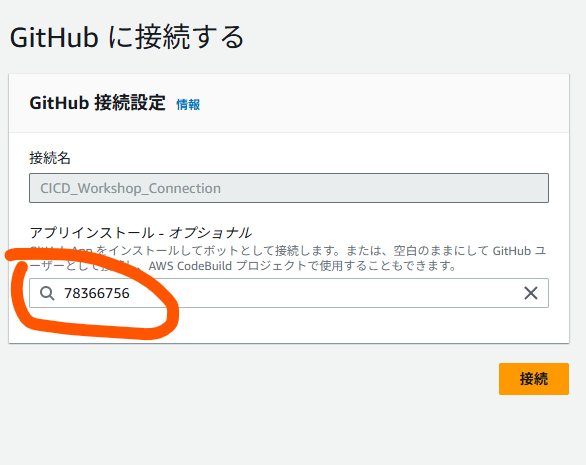 GitHub に接続する
GitHub 接続設定 情報
接続名
CICD_Workshop_Connection
アプリインストール - オプショナル
GitHub App をインストールしてボットとして接続します。または、空白のままにして GitHub ユ
ーザーとして接続し、AWS CodeBuild プロジェクトで使用することもできます。
78366756
接続